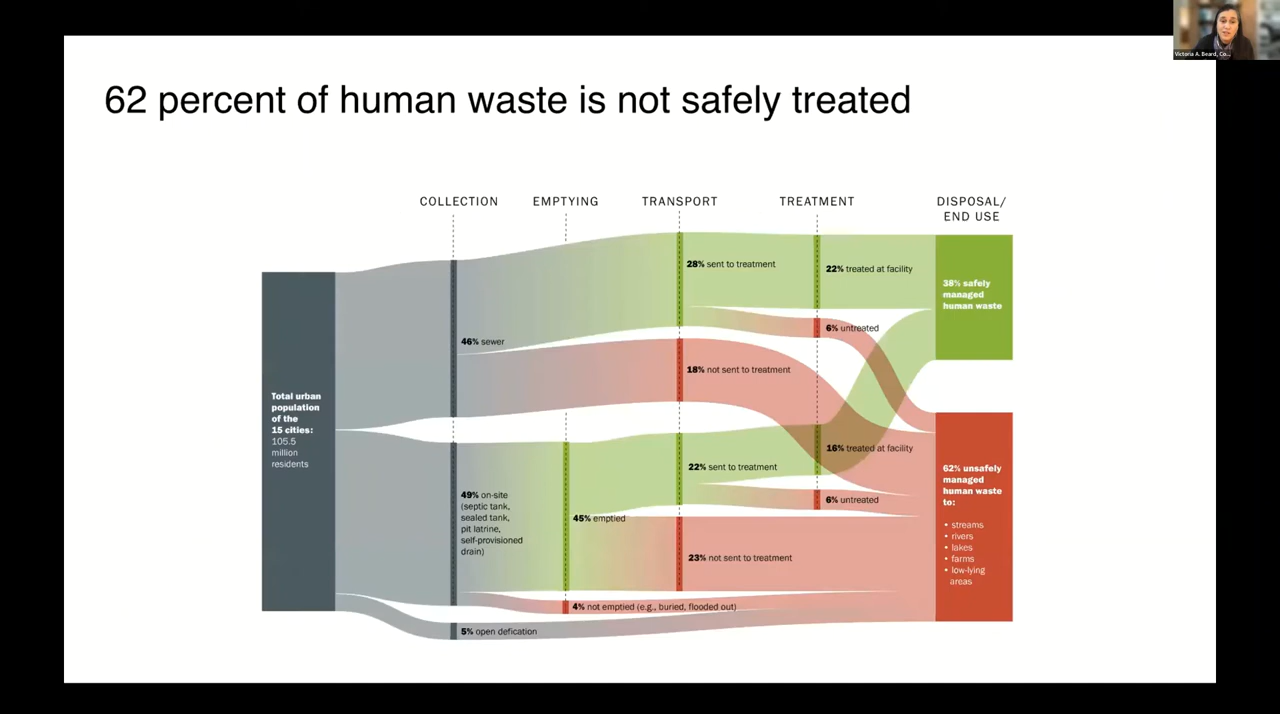 62 percent of human waste is not safely treated
Victoria A. Beard, Co...
COLLECTION
EMPTYING
TRANSPORT
TREATMENT
DISPOSAL/
END USE
Total urban
population
of the
15 cities:
105.5
million
residents
46% sewer
28% sent to treatment
22% treated at facility
6% untreated
18% not sent to treatment
38% safely
managed
human waste
49% on-site
(septic tank,
sealed tank,
pit latrine,
self-provisioned
drain)
45% emptied
22% sent to treatment
16% treated at facility
6% untreated
23% not sent to treatment
4% not emptied (e.g., buried, flooded out)
5% open defication
62% unsafely
managed
human waste
to:
• streams
• rivers
• lakes
• farms
• low-lying
areas